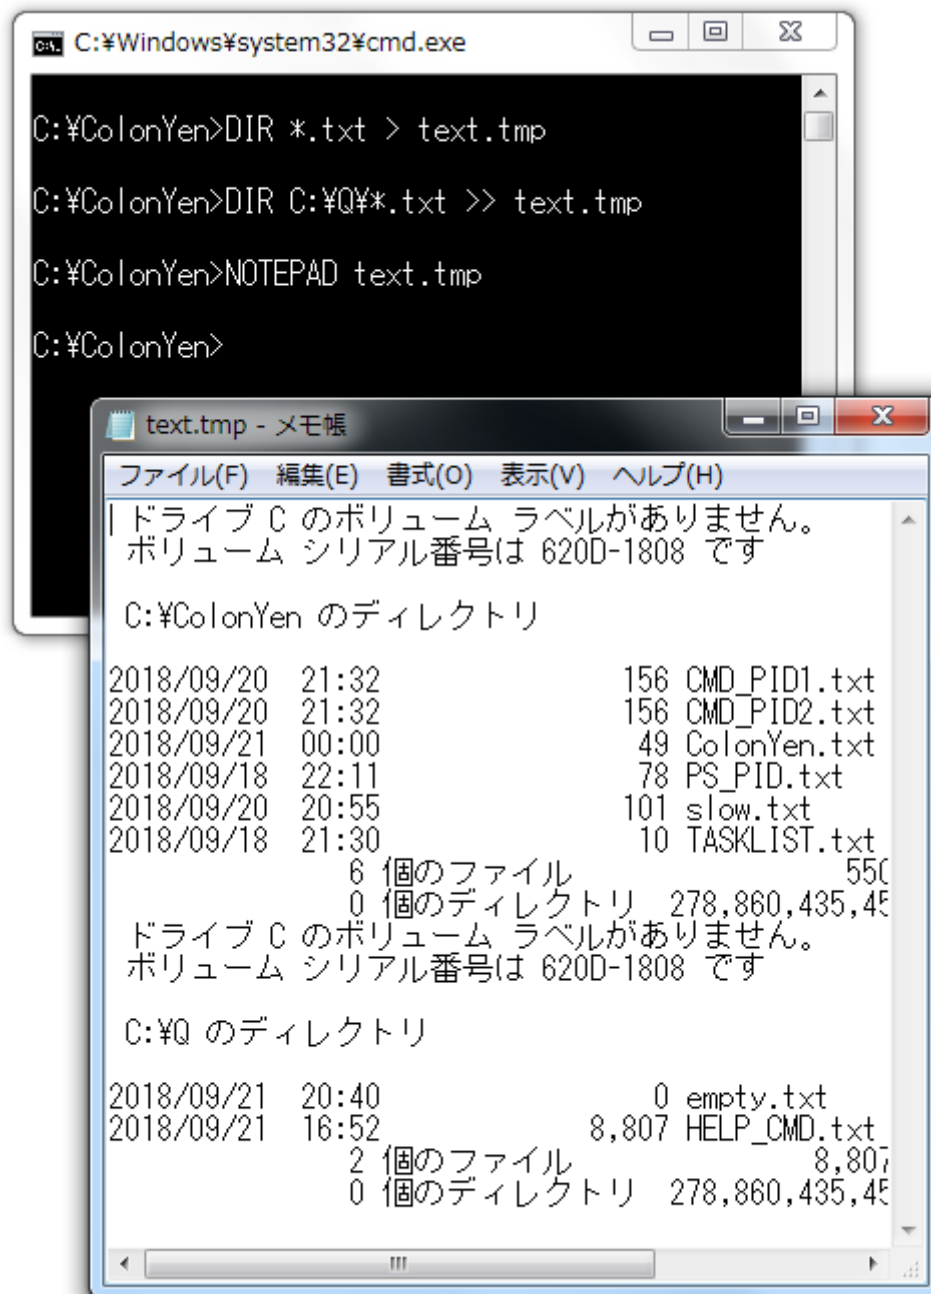 C:¥Windows¥system32¥cmd.exe
C:¥ColonYen>DIR *.txt > text.tmp
C:¥ColonYen>DIR C:¥Q¥*.txt >> text.tmp
C:¥ColonYen>NOTEPAD text.tmp
C:¥ColonYen>
text.tmp - メモ帳
ファイル(F) 編集(E) 書式(O) 表示(V) ヘルプ(H)
ドライブ C のボリューム ラベルがありません。
ボリューム シリアル番号は 620D-1808 です
C:¥ColonYen のディレクトリ
2018/09/20 21:32 156 CMD_PID1.txt
2018/09/20 21:32 156 CMD_PID2.txt
2018/09/21 00:00 49 ColonYen.txt
2018/09/18 22:11 78 PS_PID.txt
2018/09/20 20:55 101 slow.txt
2018/09/18 21:30 10 TASKLIST.txt
6 個のファイル 550
0 個のディレクトリ 278,860,435,45
ドライブ C のボリューム ラベルがありません。
ボリューム シリアル番号は 620D-1808 です
C:¥Q のディレクトリ
2018/09/21 20:40 0 empty.txt
2018/09/21 16:52 8,807 HELP_CMD.txt
2 個のファイル 8,807
0 個のディレクトリ 278,860,435,45